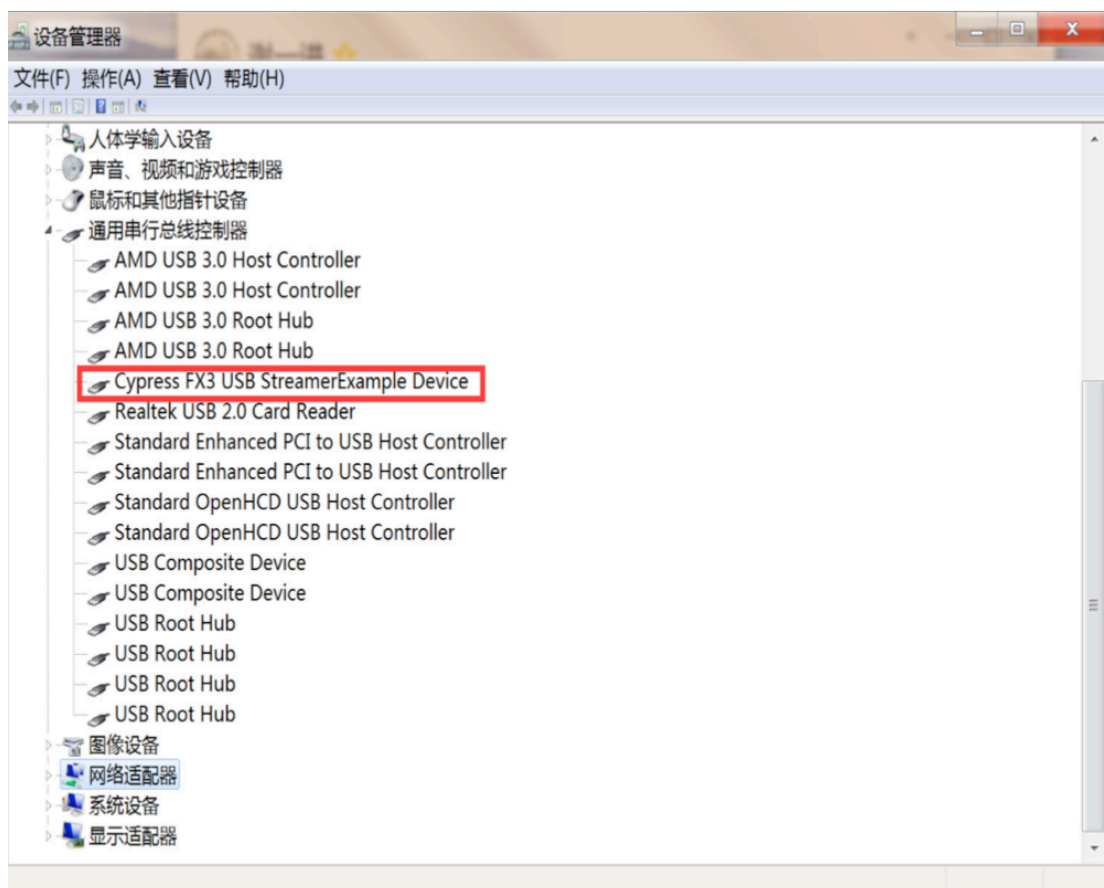 设备管理器
文件(F) 操作(A) 查看(V) 帮助(H)
人体学输入设备
声音、视频和游戏控制器
鼠标和其他指针设备
通用串行总线控制器
AMD USB 3.0 Host Controller
AMD USB 3.0 Host Controller
AMD USB 3.0 Root Hub
AMD USB 3.0 Root Hub
Cypress FX3 USB StreamerExample Device
Realtek USB 2.0 Card Reader
Standard Enhanced PCI to USB Host Controller
Standard Enhanced PCI to USB Host Controller
Standard OpenHCD USB Host Controller
Standard OpenHCD USB Host Controller
USB Composite Device
USB Composite Device
USB Root Hub
USB Root Hub
USB Root Hub
USB Root Hub
图像设备
网络适配器
系统设备
显示适配器